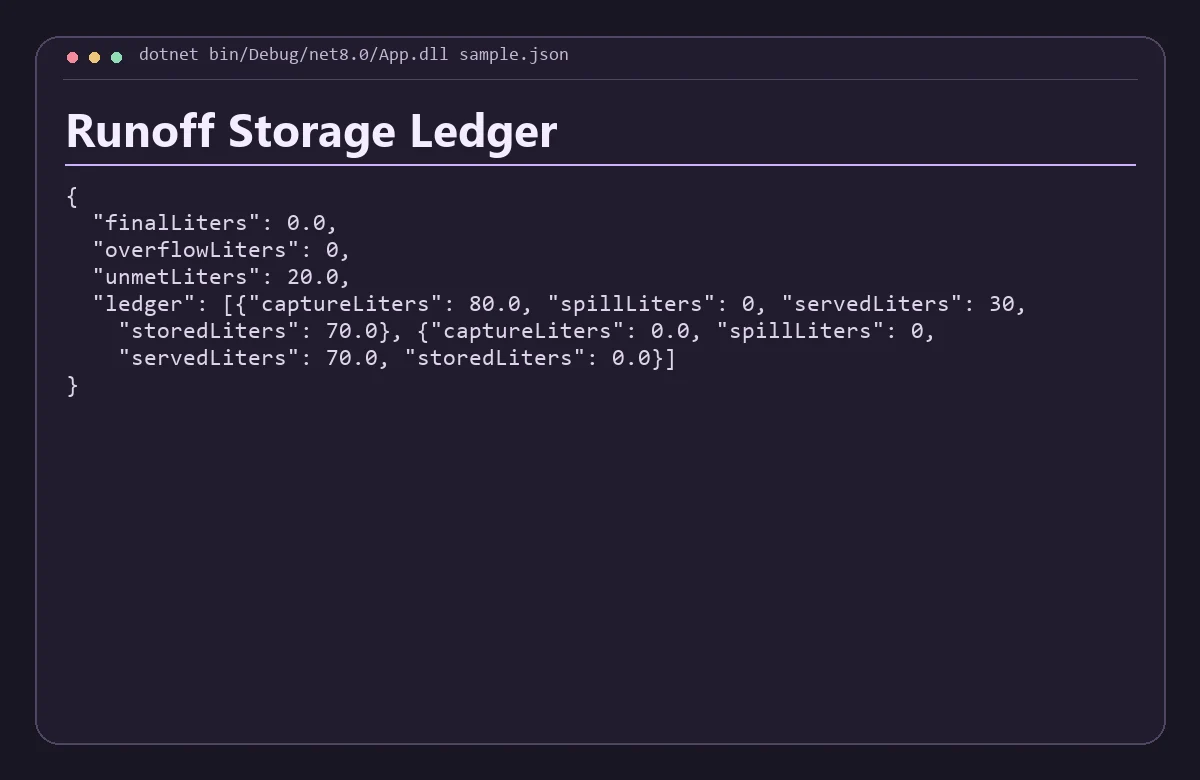 dotnet bin/Debug/net8.0/App.dll sample.json
Runoff Storage Ledger
{
  "finalLiters": 0.0,
  "overflowLiters": 0,
  "unmetLiters": 20.0,
  "ledger": [{"captureLiters": 80.0, "spillLiters": 0, "servedLiters": 30,
    "storedLiters": 70.0}, {"captureLiters": 0.0, "spillLiters": 0,
    "servedLiters": 70.0, "storedLiters": 0.0}]
}